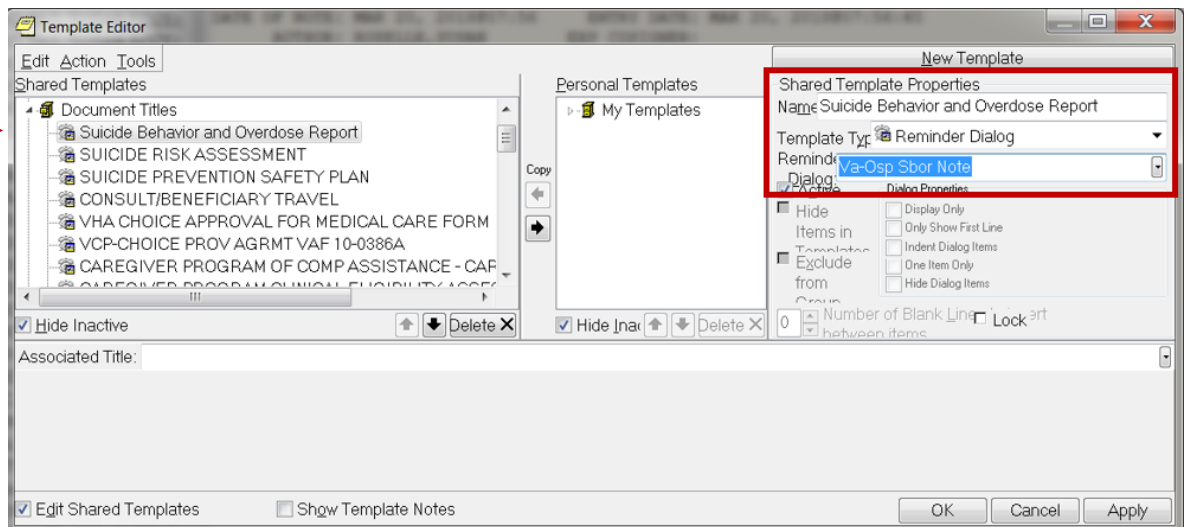 Template Editor
Edit Action Tools
New Template
Shared Templates
Document Titles
Suicide Behavior and Overdose Report
SUICIDE RISK ASSESSMENT
SUICIDE PREVENTION SAFETY PLAN
CONSULT/BENEFICIARY TRAVEL
VHA CHOICE APPROVAL FOR MEDICAL CARE FORM
VCP-CHOICE PROV AGRMT VAF 10-0386A
CAREGIVER PROGRAM OF COMP ASSISTANCE - CAR
Hide Inactive
Delete
Copy
Personal Templates
My Templates
Hide Inac
Delete
Shared Template Properties
Name Suicide Behavior and Overdose Report
Template Typ Reminder Dialog
Reminde
Dialog: Va-Osp Sbor Note
Active
Hide
Items in
Templates
Exclude
from
Dialog Properties
Display Only
Only Show First Line
Indent Dialog Items
One Item Only
Hide Dialog Items
0 Number of Blank Line
between items
Lock
Associated Title:
Edit Shared Templates
Show Template Notes
OK Cancel Apply